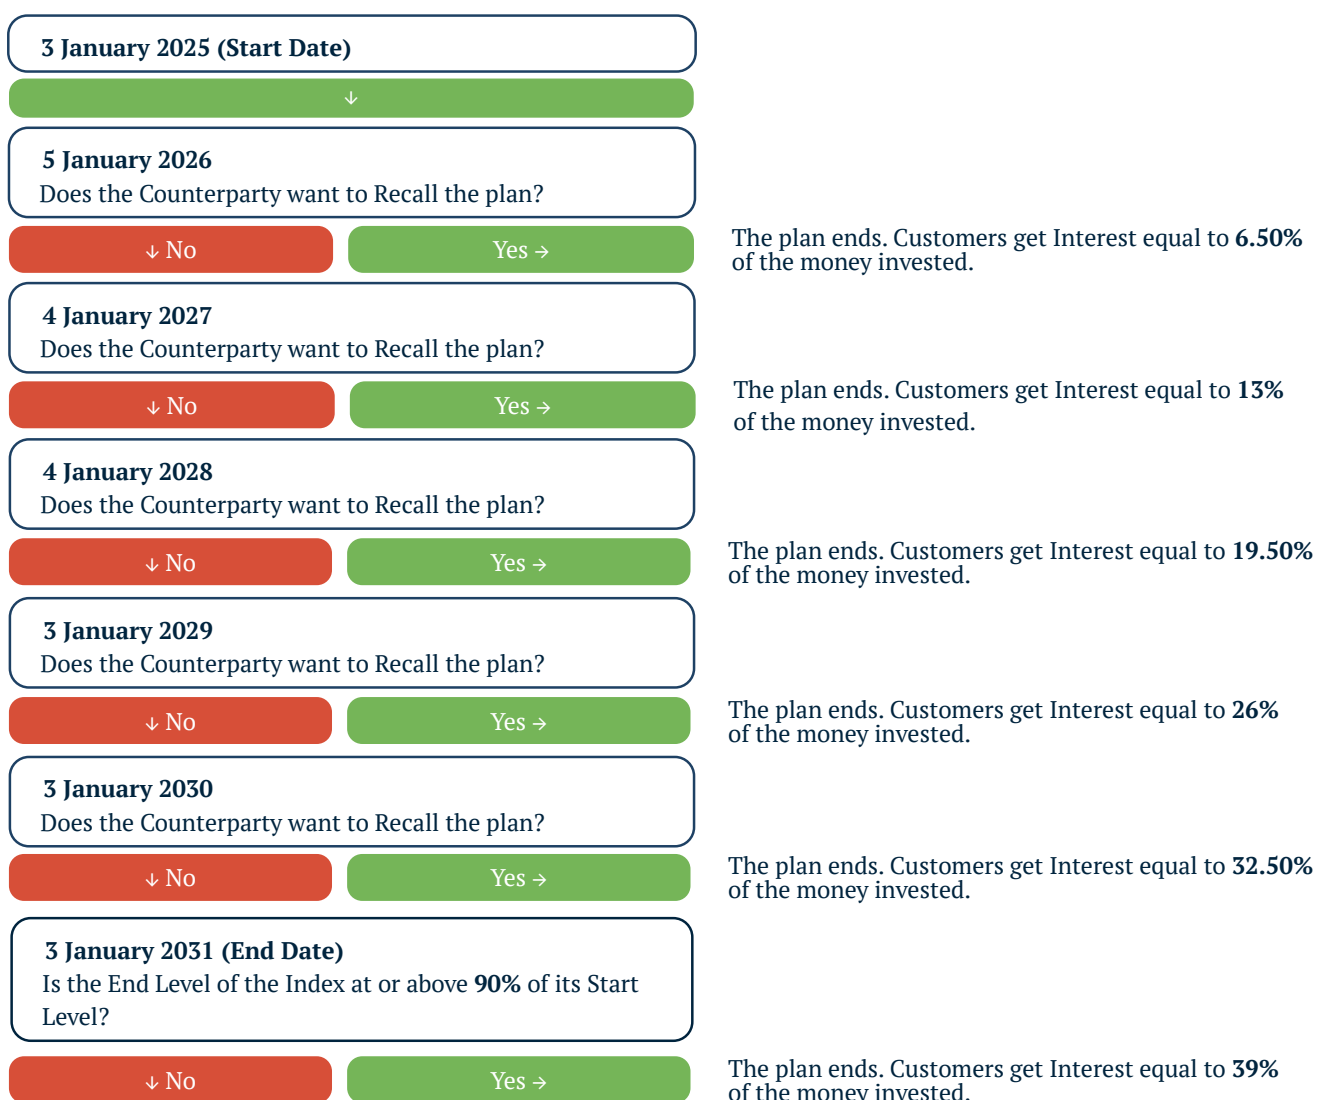 3 January 2025 (Start Date)
↓
5 January 2026
Does the Counterparty want to Recall the plan?
↓ No
Yes →
The plan ends. Customers get Interest equal to 6.50%
of the money invested.
4 January 2027
Does the Counterparty want to Recall the plan?
↓ No
Yes →
The plan ends. Customers get Interest equal to 13%
of the money invested.
4 January 2028
Does the Counterparty want to Recall the plan?
↓ No
Yes →
The plan ends. Customers get Interest equal to 19.50%
of the money invested.
3 January 2029
Does the Counterparty want to Recall the plan?
↓ No
Yes →
The plan ends. Customers get Interest equal to 26%
of the money invested.
3 January 2030
Does the Counterparty want to Recall the plan?
↓ No
Yes →
The plan ends. Customers get Interest equal to 32.50%
of the money invested.
3 January 2031 (End Date)
Is the End Level of the Index at or above 90% of its Start
Level?
↓ No
Yes →
The plan ends. Customers get Interest equal to 39%
of the money invested.